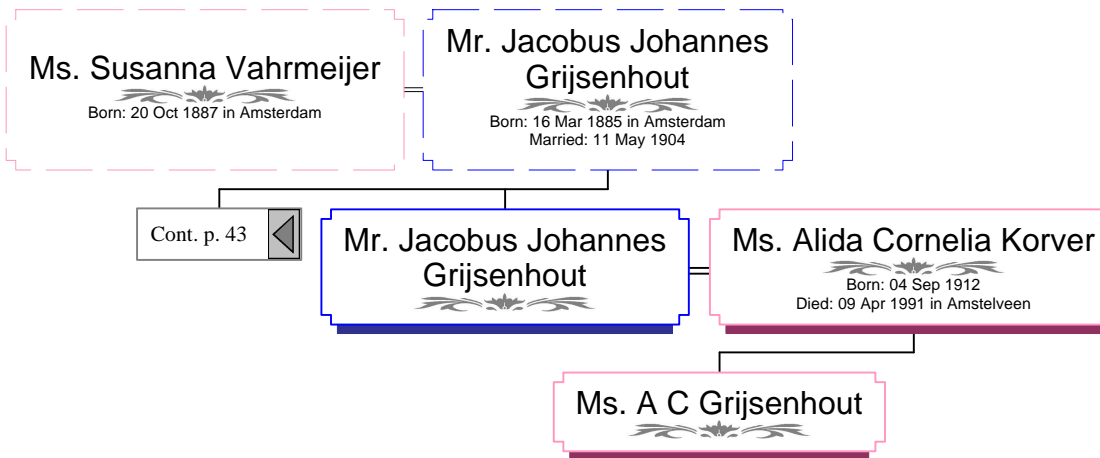 Ms. Susanna Vahrmeijer
Born: 20 Oct 1887 in Amsterdam
Mr. Jacobus Johannes
Grijsenhout
Born: 16 Mar 1885 in Amsterdam
Married: 11 May 1904
Cont. p. 43
Mr. Jacobus Johannes
Grijsenhout
Ms. Alida Cornelia Korver
Born: 04 Sep 1912
Died: 09 Apr 1991 in Amstelveen
Ms. A C Grijsenhout